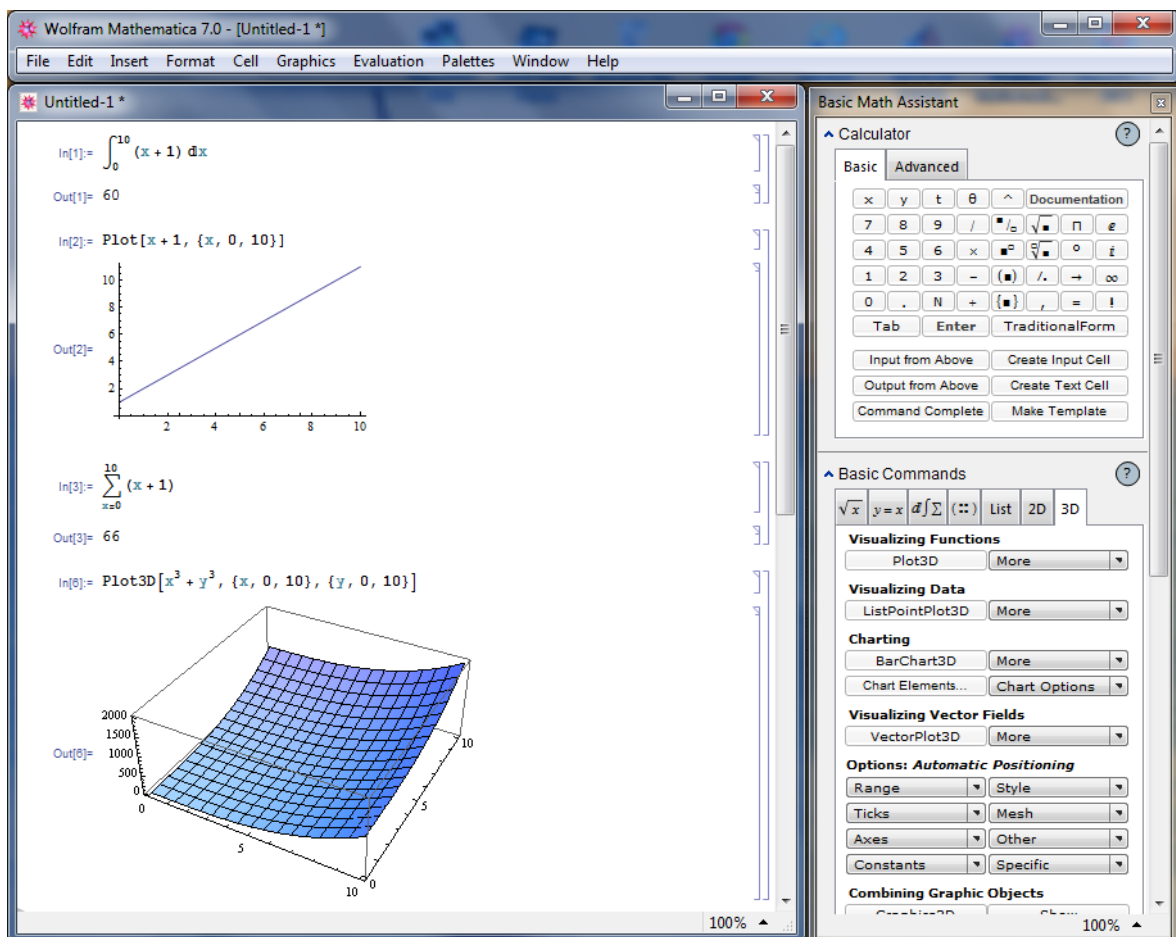 Wolfram Mathematica 7.0 - [Untitled-1 *]
File Edit Insert Format Cell Graphics Evaluation Palettes Window Help
Untitled-1 *
In[1]:= ∫₀¹⁰ (x + 1) ⅆx
Out[1]= 60
In[2]:= Plot[x + 1, {x, 0, 10}]
Out[2]=
10
8
6
4
2
2 4 6 8 10
In[3]:= ∑_{x=0}^{10} (x + 1)
Out[3]= 66
In[6]:= Plot3D[x³ + y³, {x, 0, 10}, {y, 0, 10}]
Out[6]=
2000
1500
1000
500
0
0
5
10
0
5
10
100%
Basic Math Assistant
Calculator
Basic Advanced
x y t θ ^ Documentation
7 8 9 / ■/□ √■ Π ⅇ
4 5 6 × ■^□ □√■ ° ⅈ
1 2 3 - (■) /. → ∞
0 . N + {■} , = !
Tab Enter TraditionalForm
Input from Above Create Input Cell
Output from Above Create Text Cell
Command Complete Make Template
Basic Commands
√x y=x ⅆ∫Σ (::) List 2D 3D
Visualizing Functions
Plot3D More
Visualizing Data
ListPointPlot3D More
Charting
BarChart3D More
Chart Elements... Chart Options
Visualizing Vector Fields
VectorPlot3D More
Options: Automatic Positioning
Range Style
Ticks Mesh
Axes Other
Constants Specific
Combining Graphic Objects
Graphics3D Show
100%